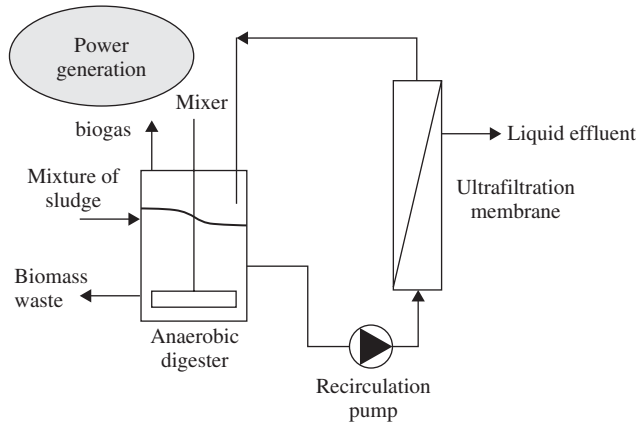 Power
generation
Mixer
biogas
Liquid effluent
Mixture of
sludge
Ultrafiltration
membrane
Biomass
waste
Anaerobic
digester
Recirculation
pump